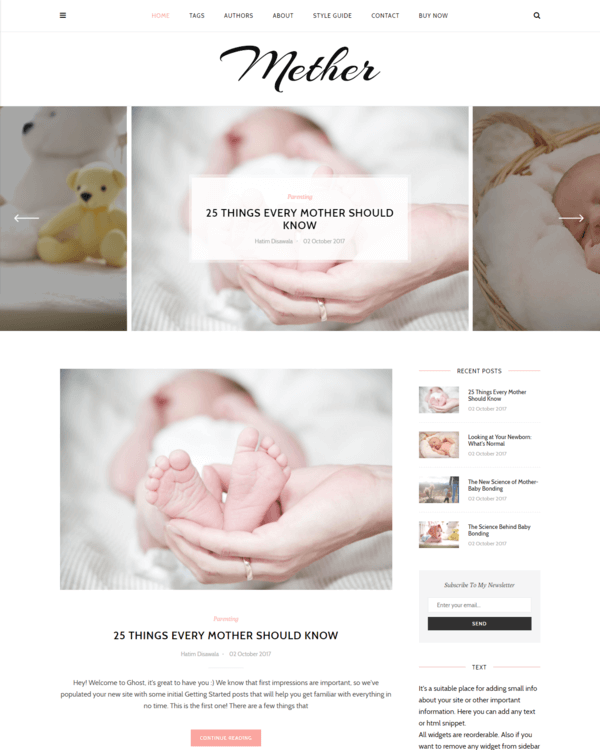 HOME TAGS AUTHORS ABOUT STYLE GUIDE CONTACT BUY NOW
Mether
Parenting
25 THINGS EVERY MOTHER SHOULD
KNOW
Hatim Disawala - 02 October 2017
RECENT POSTS
25 Things Every Mother
Should Know
02 October 2017
Looking at Your Newborn:
What's Normal
02 October 2017
The New Science of Mother-
Baby Bonding
02 October 2017
The Science Behind Baby
Bonding
02 October 2017
Subscribe To My Newsletter
Enter your email...
SEND
Parenting
25 THINGS EVERY MOTHER SHOULD KNOW
Hatim Disawala - 02 October 2017
Hey! Welcome to Ghost, it's great to have you :) We know that first impressions are important, so we've
populated your new site with some initial Getting Started posts that will help you get familiar with everything in
no time. This is the first one! There are a few things that
CONTINUE READING
TEXT
It's a suitable place for adding small info
about your site or other important
information. Here you can add any text
or html snippet.
All widgets are reorderable. Also if you
want to remove any widget from sidebar